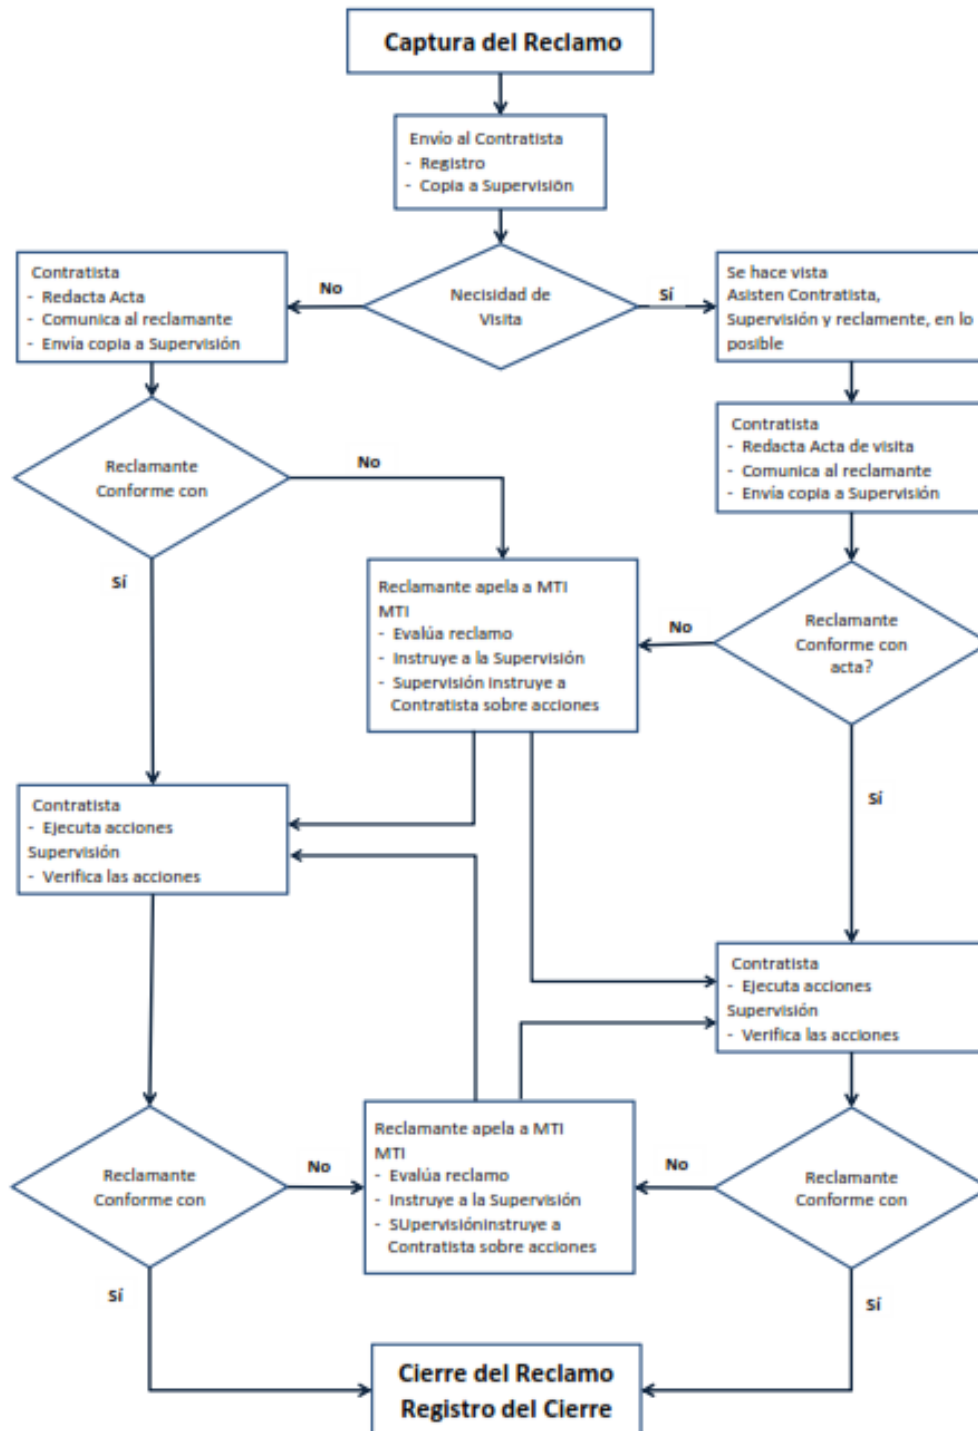 Captura del Reclamo
Envío al Contratista
- Registro
- Copia a Supervisión
Necisidad de
Visita
No
Sí
Contratista
- Redacta Acta
- Comunica al reclamante
- Envía copia a Supervisión
Se hace vista
Asisten Contratista,
Supervisión y reclamente, en lo
posible
Contratista
- Redacta Acta de visita
- Comunica al reclamante
- Envía copia a Supervisión
Reclamante
Conforme con
No
Sí
Reclamante apela a MTI
MTI
- Evalúa reclamo
- Instruye a la Supervisión
- Supervisión instruye a
Contratista sobre acciones
No
Reclamante
Conforme con
acta?
Sí
Contratista
- Ejecuta acciones
Supervisión
- Verifica las acciones
Contratista
- Ejecuta acciones
Supervisión
- Verifica las acciones
Reclamante
Conforme con
No
Sí
Reclamante apela a MTI
MTI
- Evalúa reclamo
- Instruye a la Supervisión
- SUpervisióninstruye a
Contratista sobre acciones
No
Reclamante
Conforme con
Sí
Cierre del Reclamo
Registro del Cierre